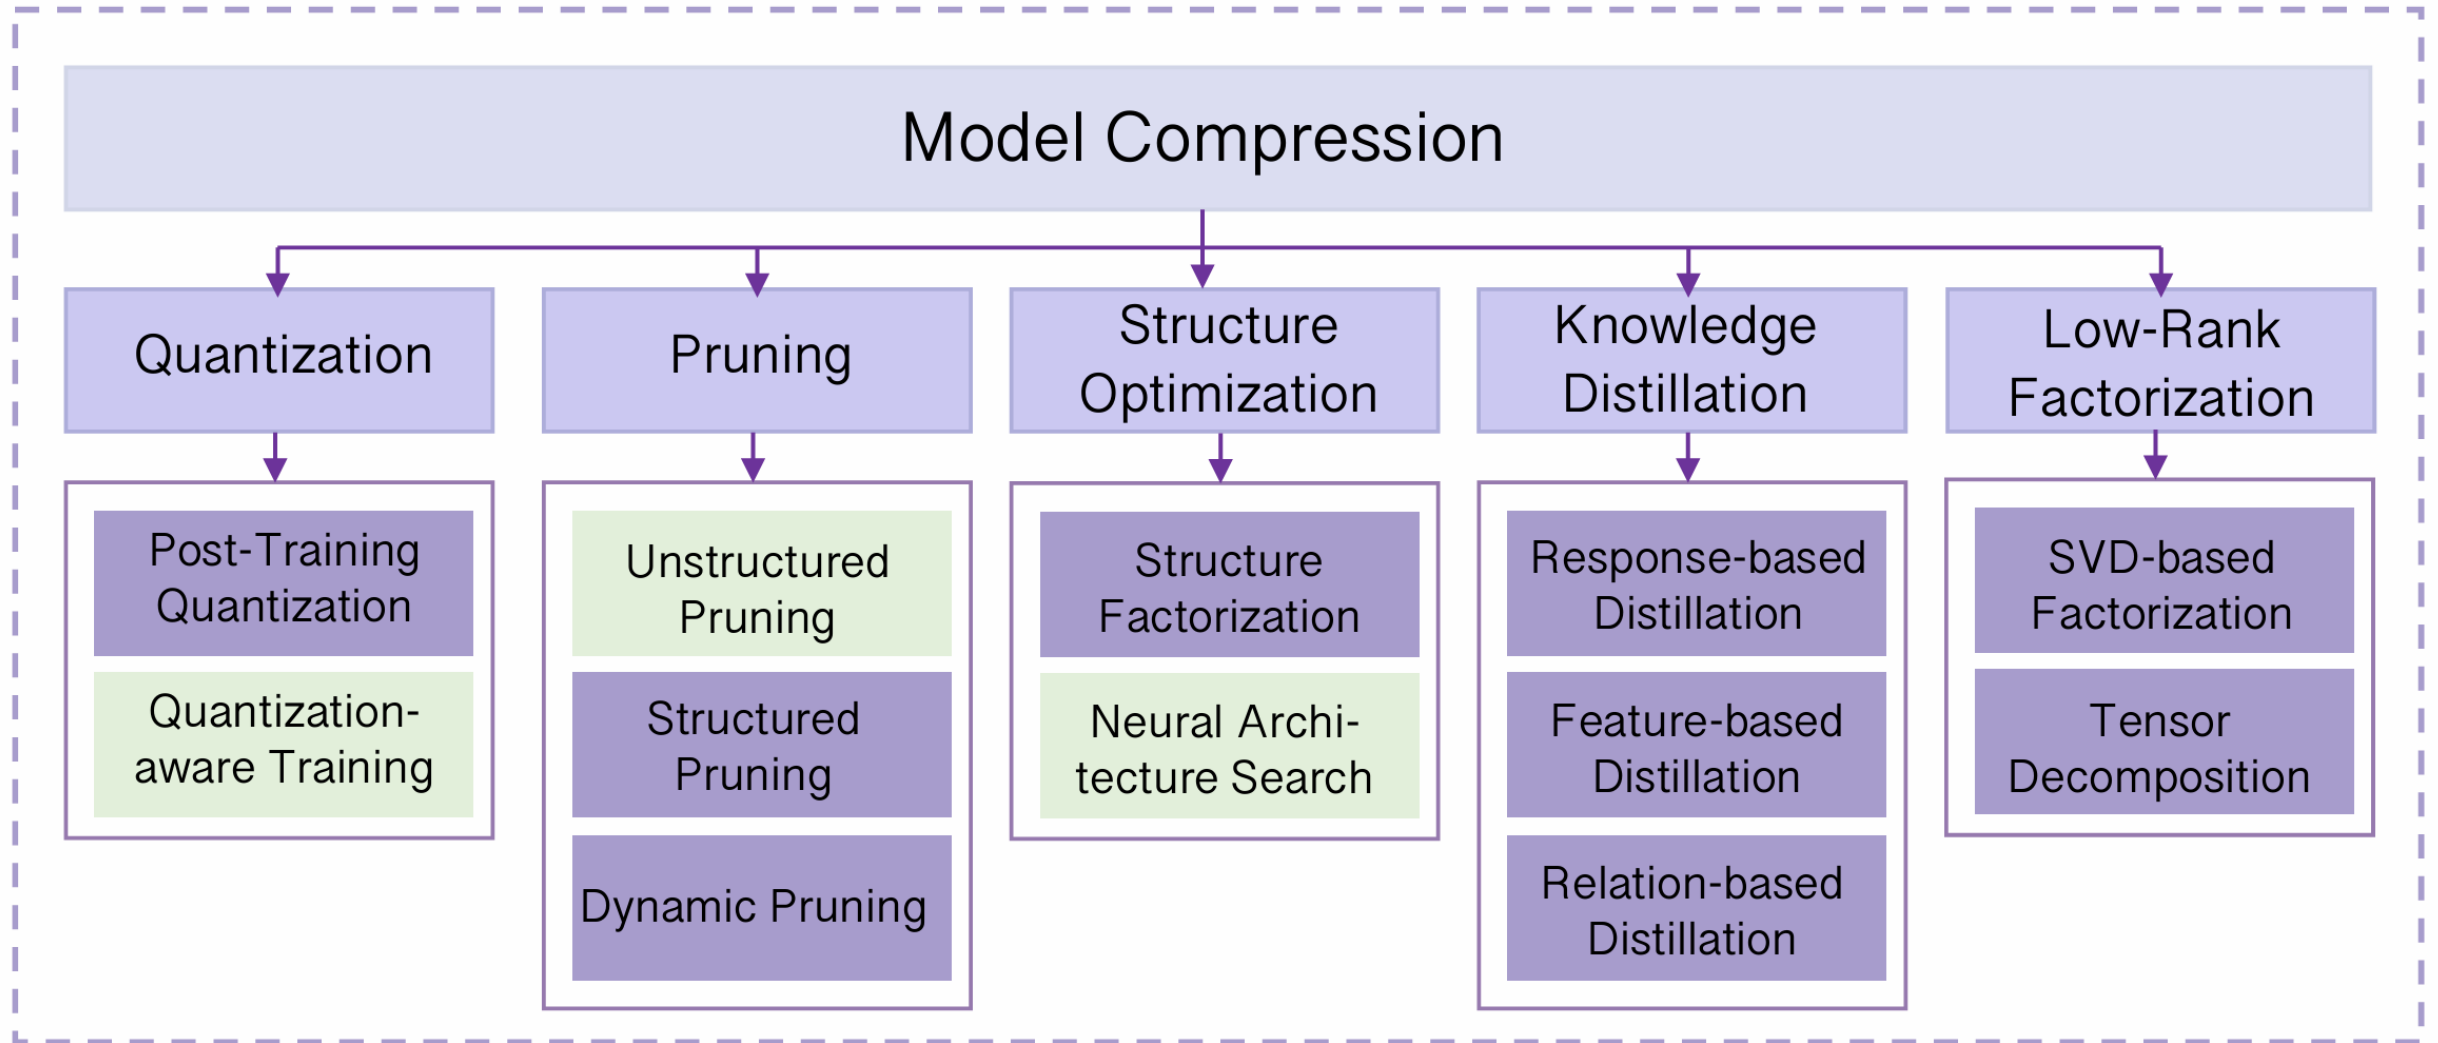 Model Compression
Quantization
Pruning
Structure
Optimization
Knowledge
Distillation
Low-Rank
Factorization
Post-Training
Quantization
Quantization-
aware Training
Unstructured
Pruning
Structured
Pruning
Dynamic Pruning
Structure
Factorization
Neural Archi-
tecture Search
Response-based
Distillation
Feature-based
Distillation
Relation-based
Distillation
SVD-based
Factorization
Tensor
Decomposition